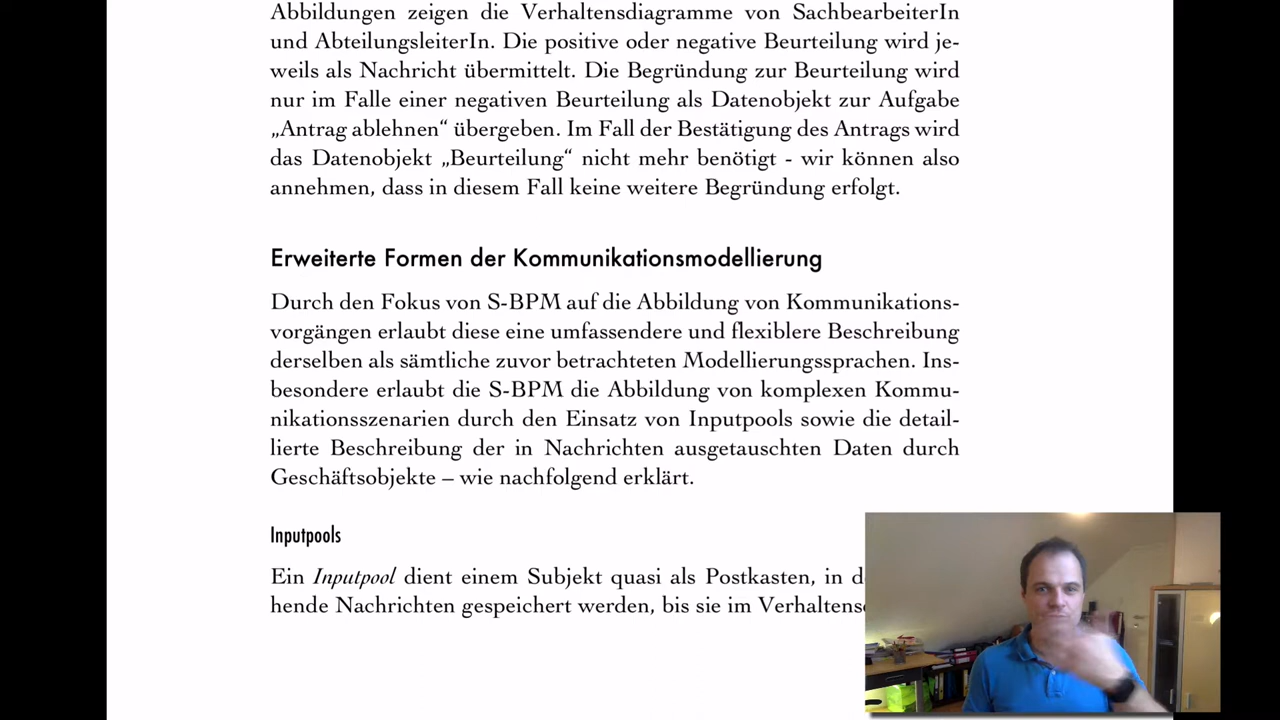 Abbildungen zeigen die Verhaltensdiagramme von SachbearbeiterIn
und AbteilungsleiterIn. Die positive oder negative Beurteilung wird je-
weils als Nachricht übermittelt. Die Begründung zur Beurteilung wird
nur im Falle einer negativen Beurteilung als Datenobjekt zur Aufgabe
„Antrag ablehnen“ übergeben. Im Fall der Bestätigung des Antrags wird
das Datenobjekt „Beurteilung“ nicht mehr benötigt - wir können also
annehmen, dass in diesem Fall keine weitere Begründung erfolgt.
Erweiterte Formen der Kommunikationsmodellierung
Durch den Fokus von S-BPM auf die Abbildung von Kommunikations-
vorgängen erlaubt diese eine umfassendere und flexiblere Beschreibung
derselben als sämtliche zuvor betrachteten Modellierungssprachen. Ins-
besondere erlaubt die S-BPM die Abbildung von komplexen Kommu-
nikationsszenarien durch den Einsatz von Inputpools sowie die detail-
lierte Beschreibung der in Nachrichten ausgetauschten Daten durch
Geschäftsobjekte – wie nachfolgend erklärt.
Inputpools
Ein Inputpool dient einem Subjekt quasi als Postkasten, in
hende Nachrichten gespeichert werden, bis sie im